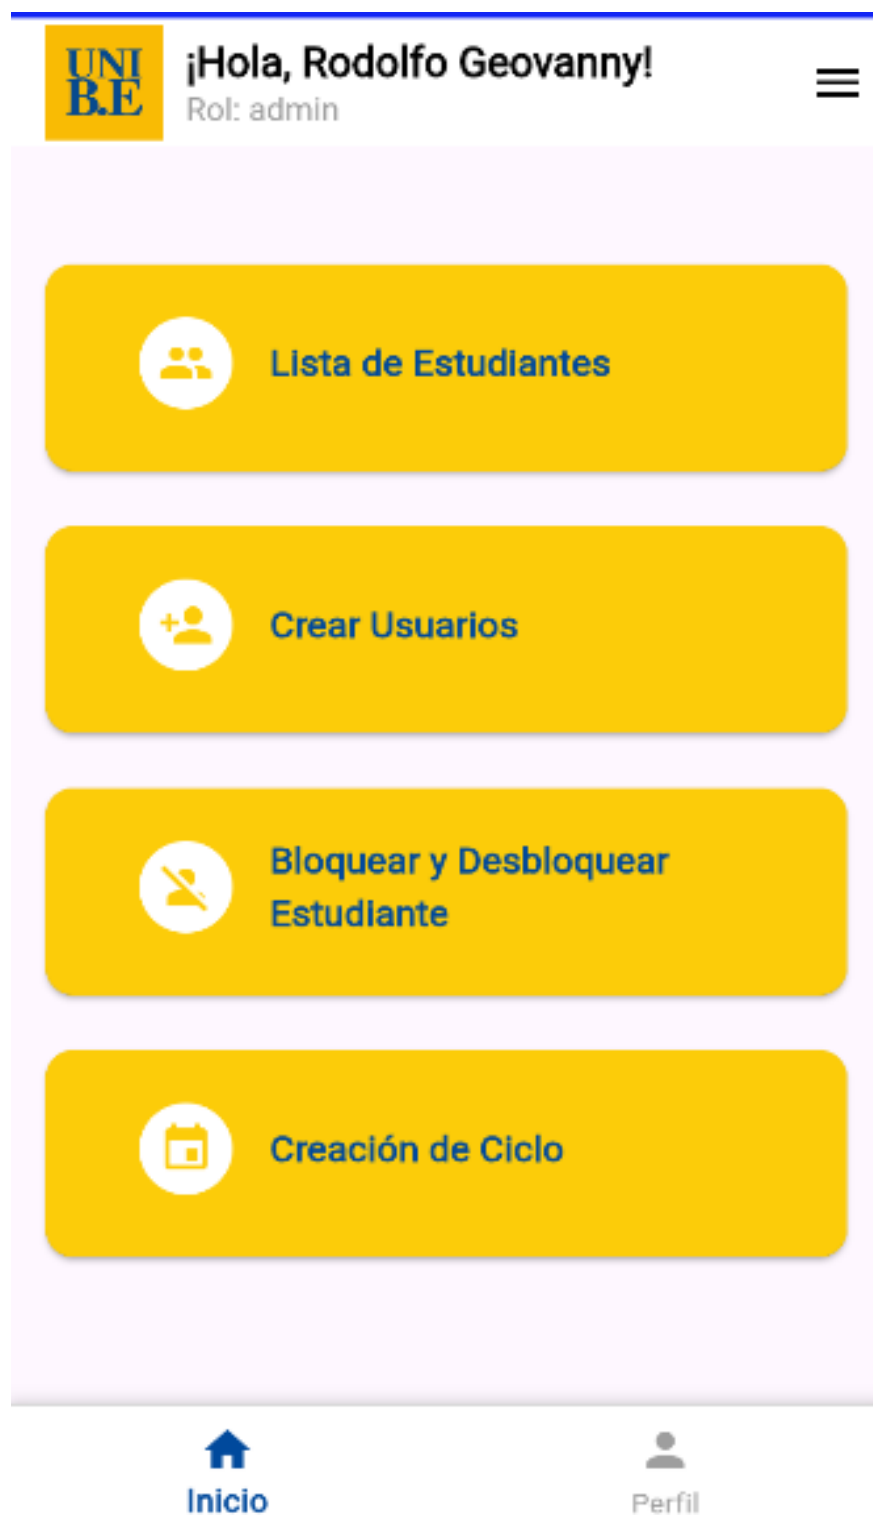 UNI
B.E
¡Hola, Rodolfo Geovanny!
Rol: admin
Lista de Estudiantes
Crear Usuarios
Bloquear y Desbloquear
Estudiante
Creación de Ciclo
Inicio
Perfil